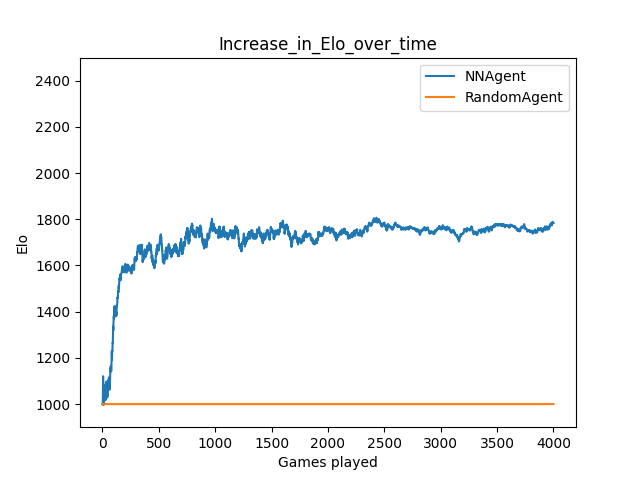 Increase_in_Elo_over_time
NNAgent
RandomAgent
2400
2200
2000
1800
1600
1400
1200
1000
Elo
0 500 1000 1500 2000 2500 3000 3500 4000
Games played